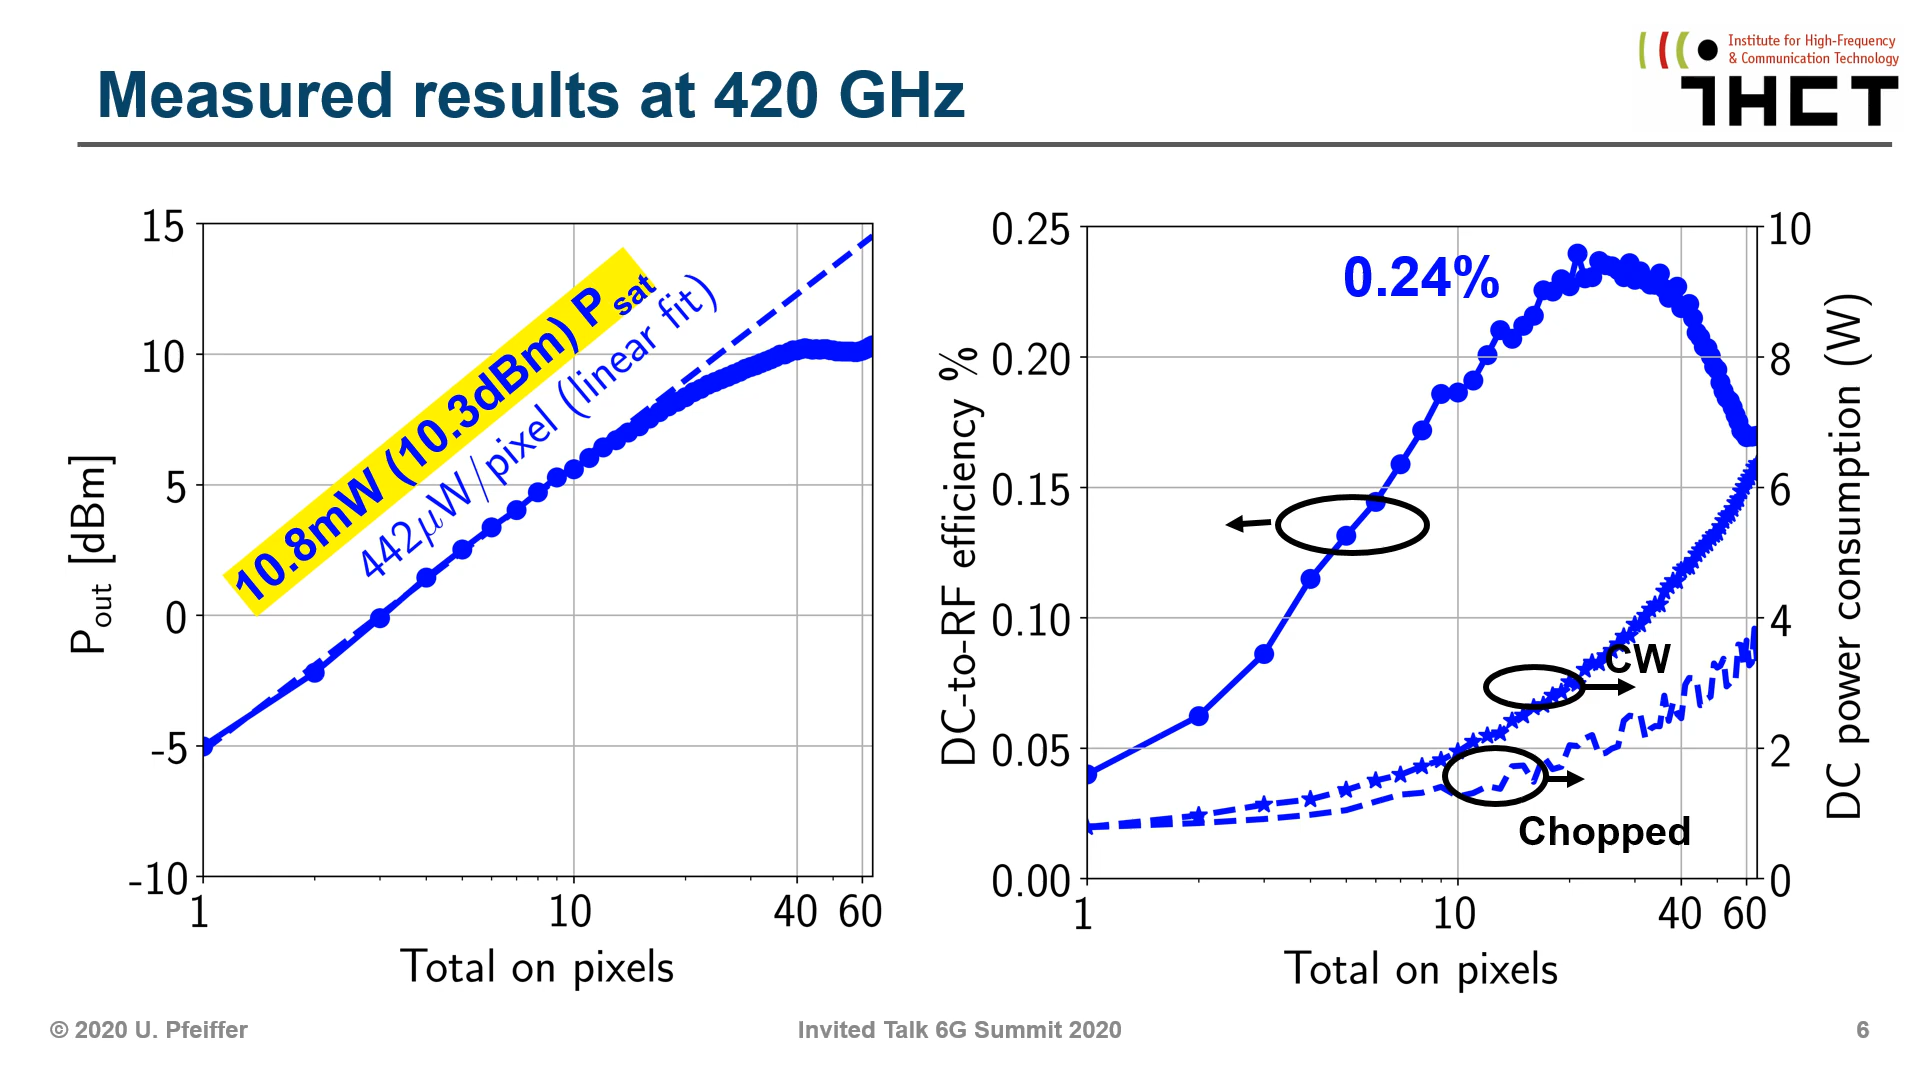 Measured results at 420 GHz
Institute for High-Frequency
& Communication Technology
IHCT
15
10
5
0
-5
-10
P_out [dBm]
10.8mW (10.3dBm) P_sat
442μW/pixel (linear fit)
1
10
40
60
Total on pixels
0.25
0.20
0.15
0.10
0.05
0.00
DC-to-RF efficiency %
0.24%
CW
Chopped
10
8
6
4
2
0
DC power consumption (W)
1
10
40
60
Total on pixels
© 2020 U. Pfeiffer
Invited Talk 6G Summit 2020
6